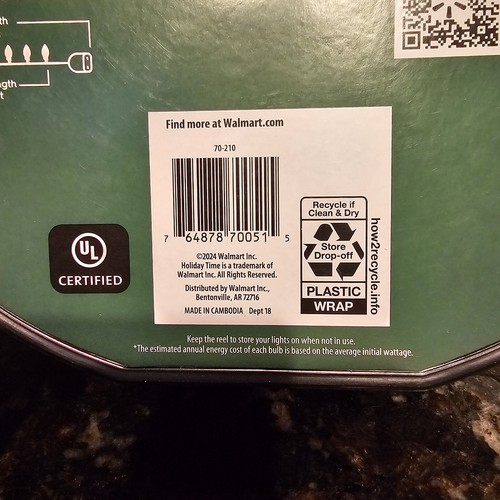 th
ngth
t
Find more at Walmart.com
70-210
7 64878 70051 5
©2024 Walmart Inc.
Holiday Time is a trademark of
Walmart Inc. All Rights Reserved.
Distributed by Walmart Inc.,
Bentonville, AR 72716
MADE IN CAMBODIA Dept 18
Recycle if
Clean & Dry
Store
Drop-off
PLASTIC
WRAP
how2recycle.info
UL
CERTIFIED
Keep the reel to store your lights on when not in use.
*The estimated annual energy cost of each bulb is based on the average initial wattage.